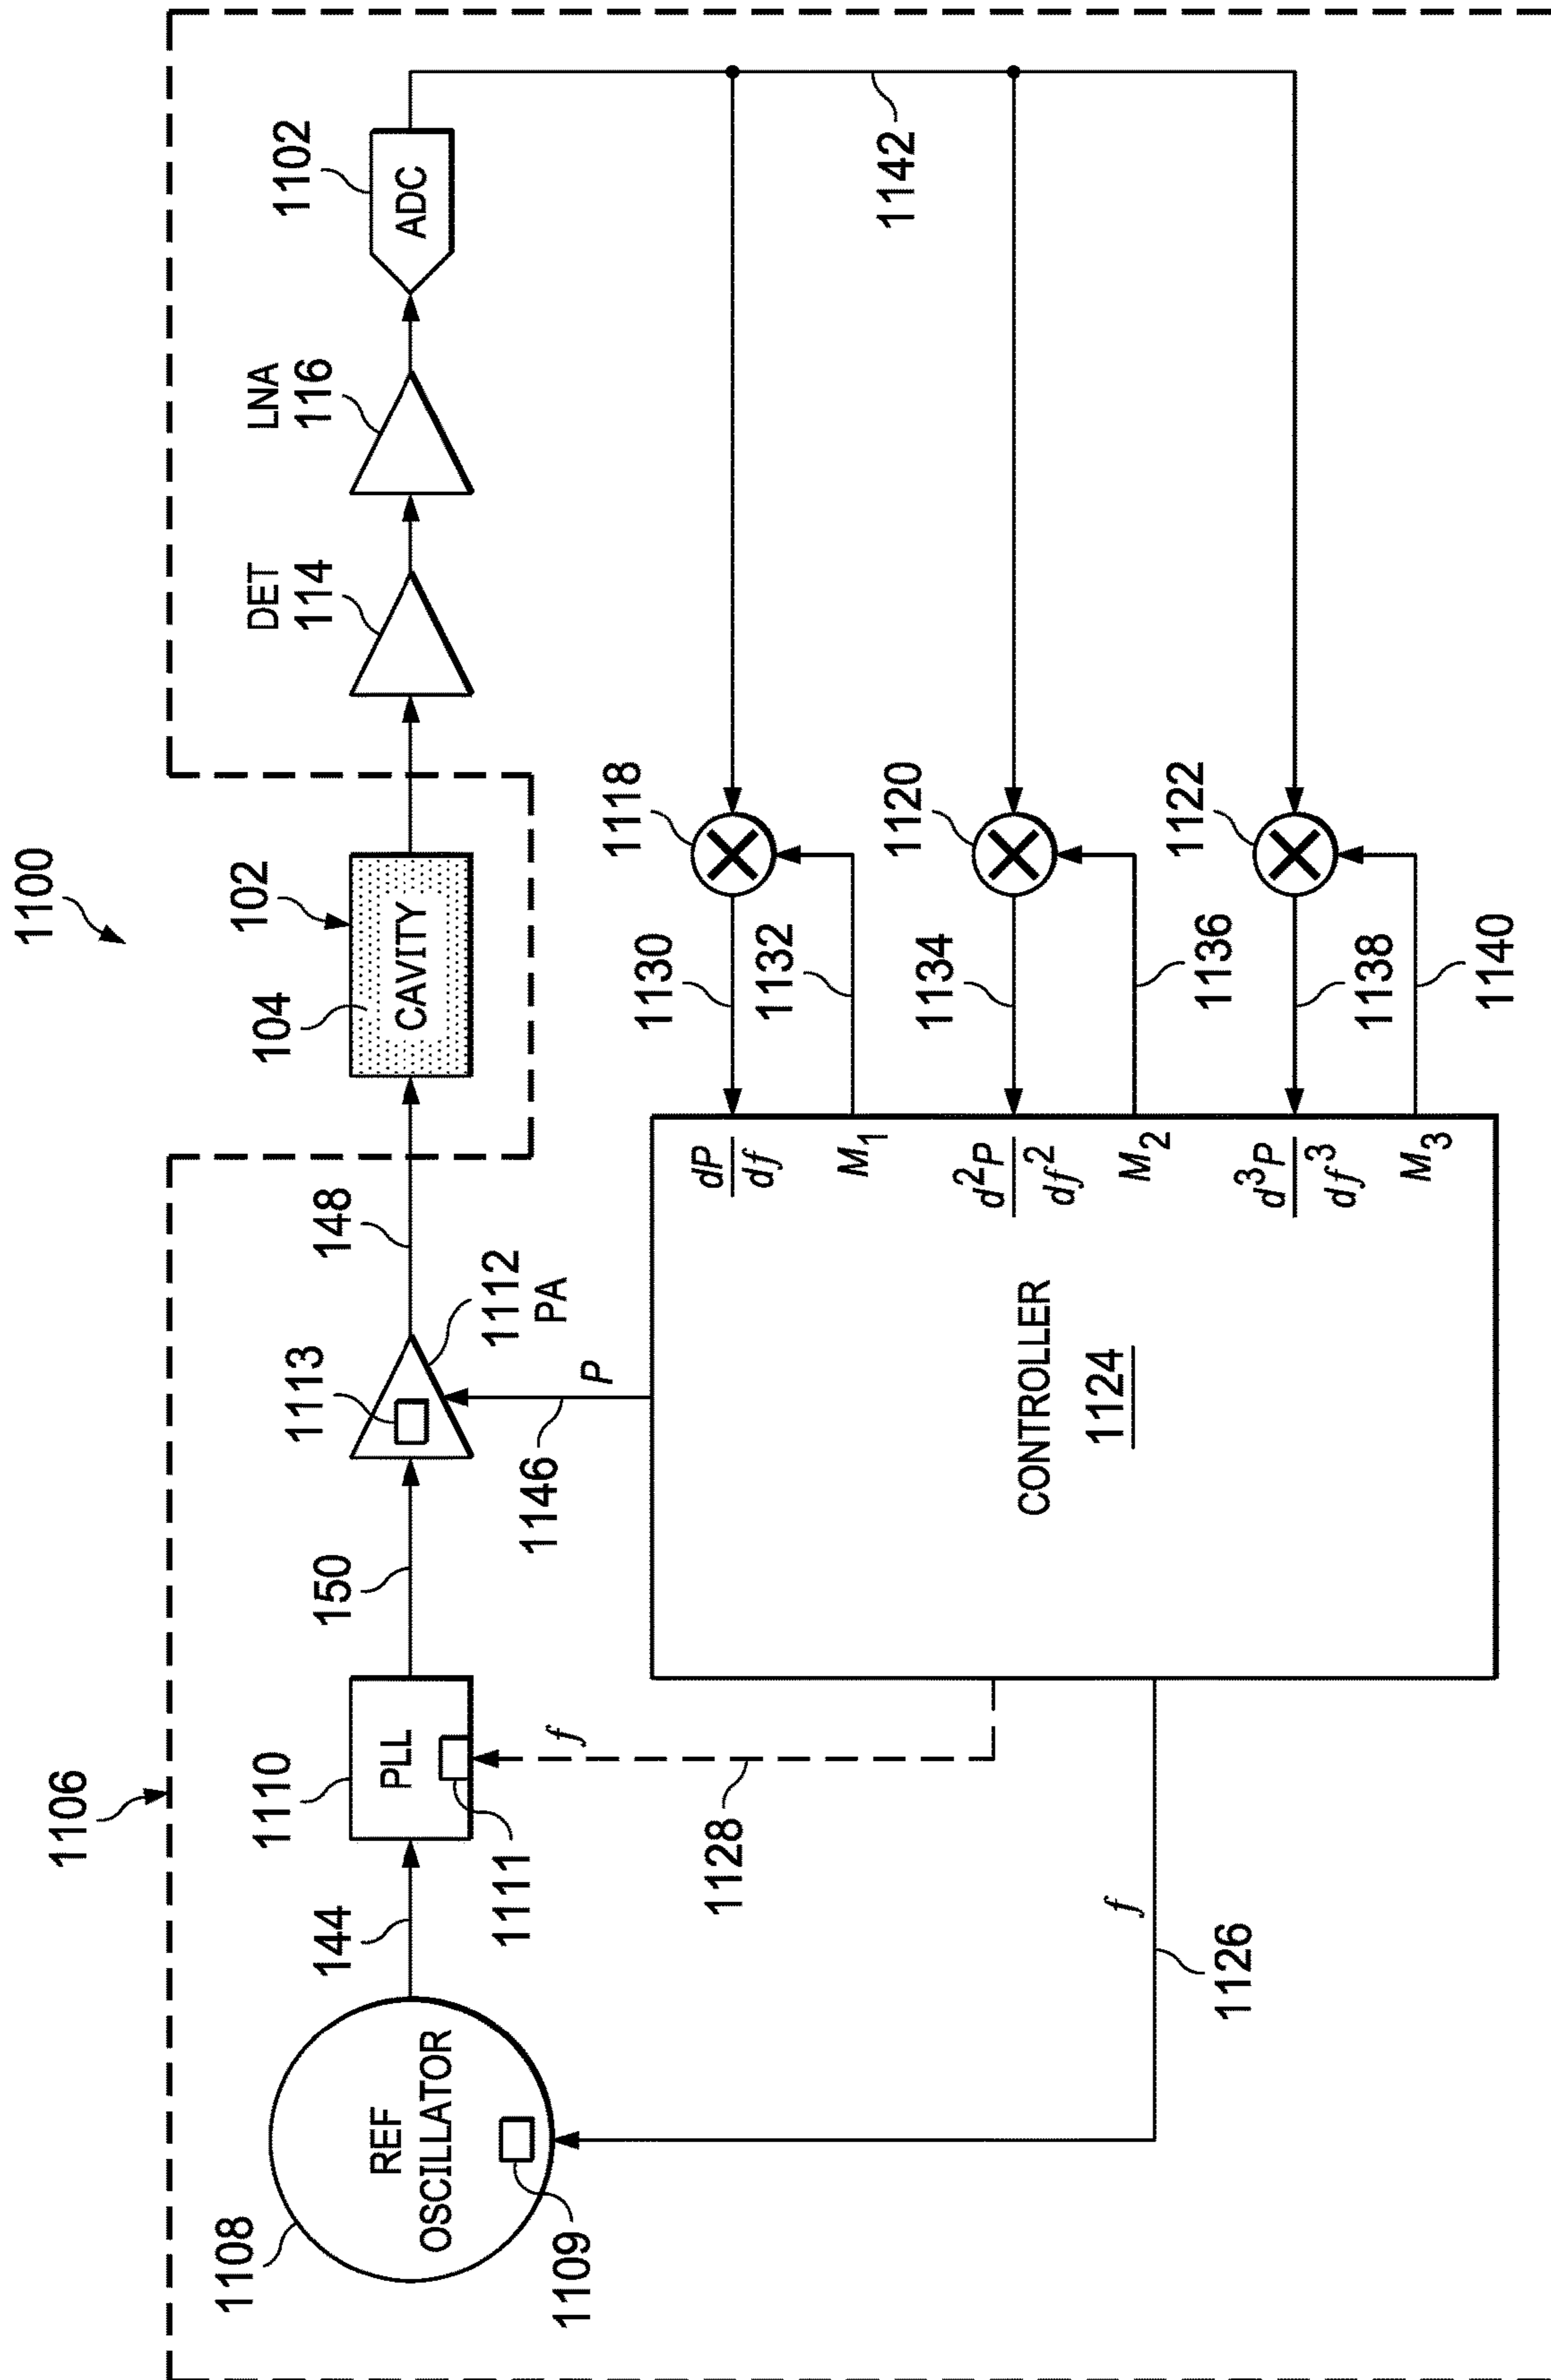 1100
1106
1108
REF
OSCILLATOR
1109
144
1110
PLL
1111
150
1113
1112
PA
148
104
102
CAVITY
DET
114
LNA
116
1102
ADC
f
1128
f
1126
P
1146
CONTROLLER
1124
dP
df
M1
d2P
df2
M2
d3P
df3
M3
1130
1132
1134
1136
1138
1140
1118
1120
1122
1142